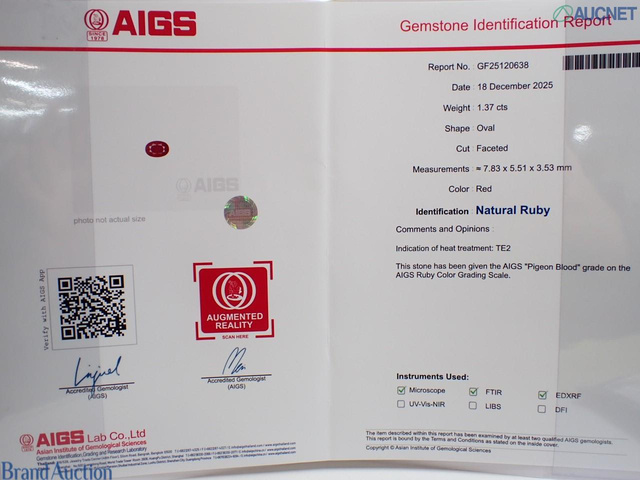 AIGS
SINCE
1978
AUCNET
Gemstone Identification Report
Report No. : GF25120638
Date : 18 December 2025
Weight : 1.37 cts
Shape : Oval
Cut : Faceted
Measurements : ≈ 7.83 x 5.51 x 3.53 mm
Color : Red
Identification : Natural Ruby
Comments and Opinions :
Indication of heat treatment: TE2
This stone has been given the AIGS "Pigeon Blood" grade on the
AIGS Ruby Color Grading Scale.
AIGS
AIGS
photo not actual size
Verify with AIGS App
AUGMENTED
REALITY
SCAN HERE
Accredited Gemologist
(AIGS)
Accredited Gemologist
(AIGS)
Instruments Used:
Microscope
FTIR
EDXRF
UV-Vis-NIR
LIBS
DFI
The item described within this report has been examined by at least two qualified AIGS gemologists.
This report is bound by the Terms and Conditions as stated on the inside cover.
Copyright © Asian Institute of Gemological Sciences
AIGS Lab Co.,Ltd
Asian Institute of Gemological Sciences
Gemstone Identification, Grading and Research Laboratory
Brand Auction